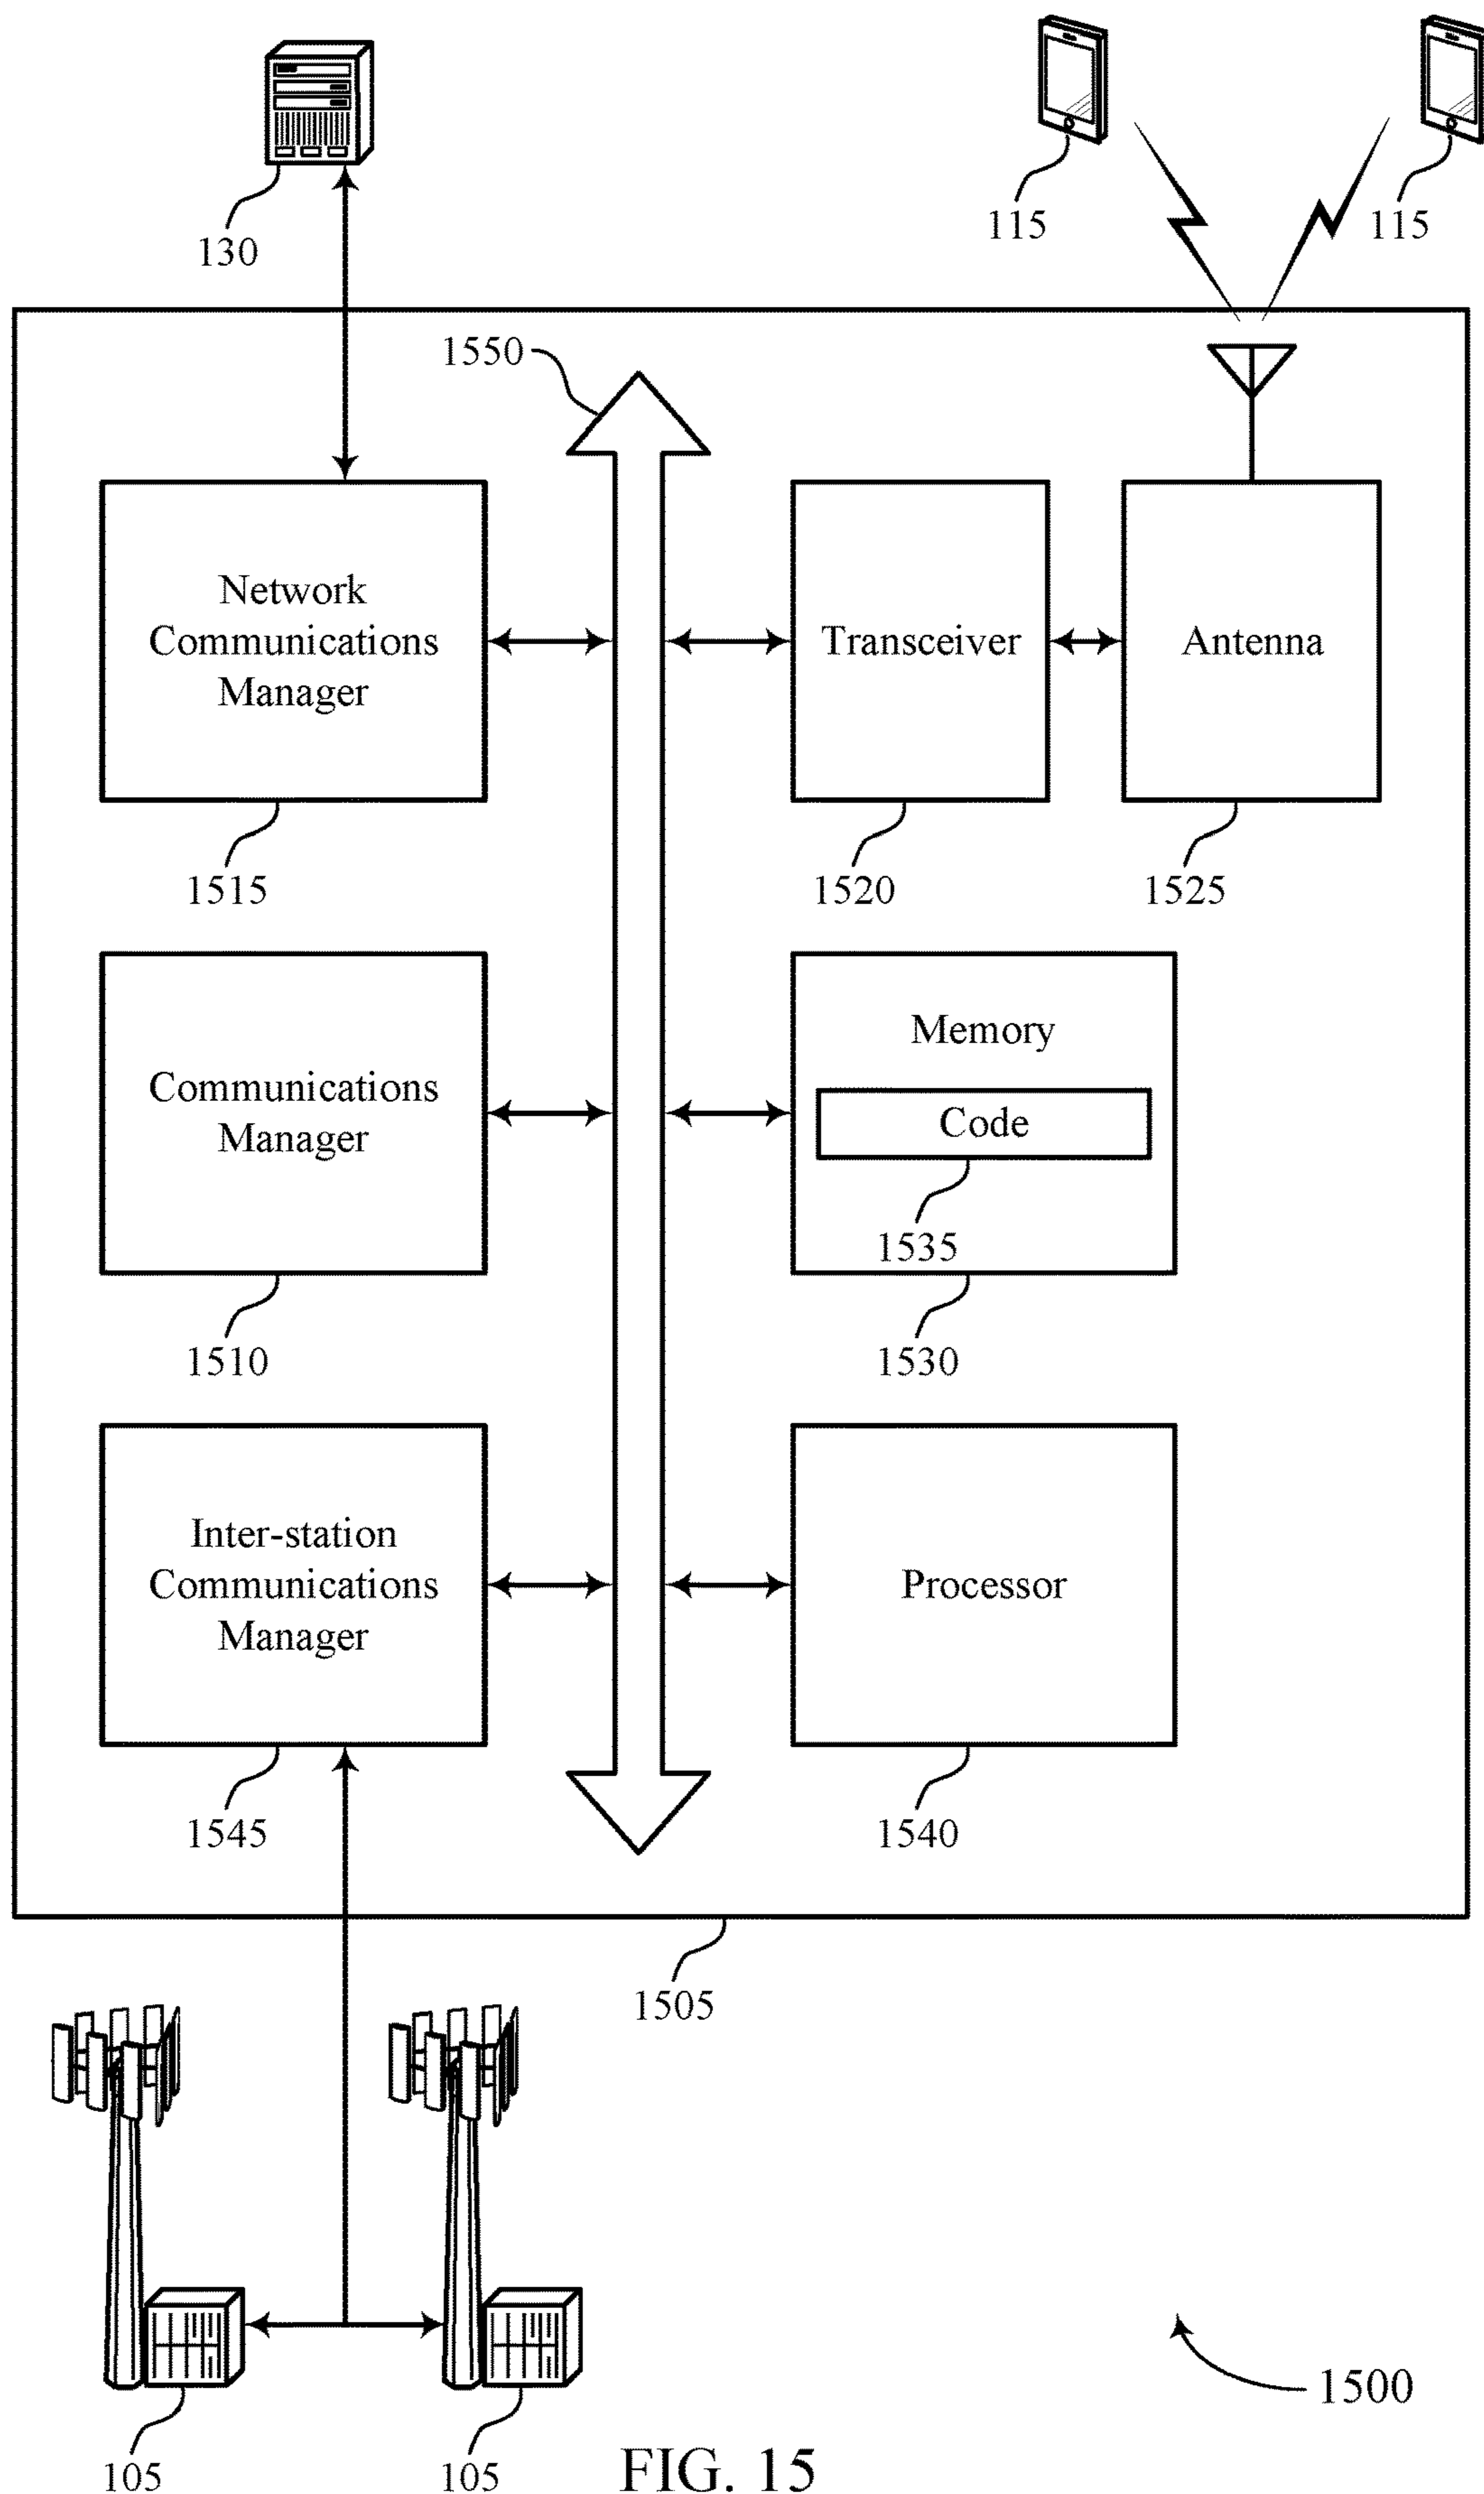 130
115
115
1550
Network
Communications
Manager
Transceiver
Antenna
1515
1520
1525
Communications
Manager
Memory
Code
1535
1510
1530
Inter-station
Communications
Manager
Processor
1545
1540
1505
1500
105
105
FIG. 15